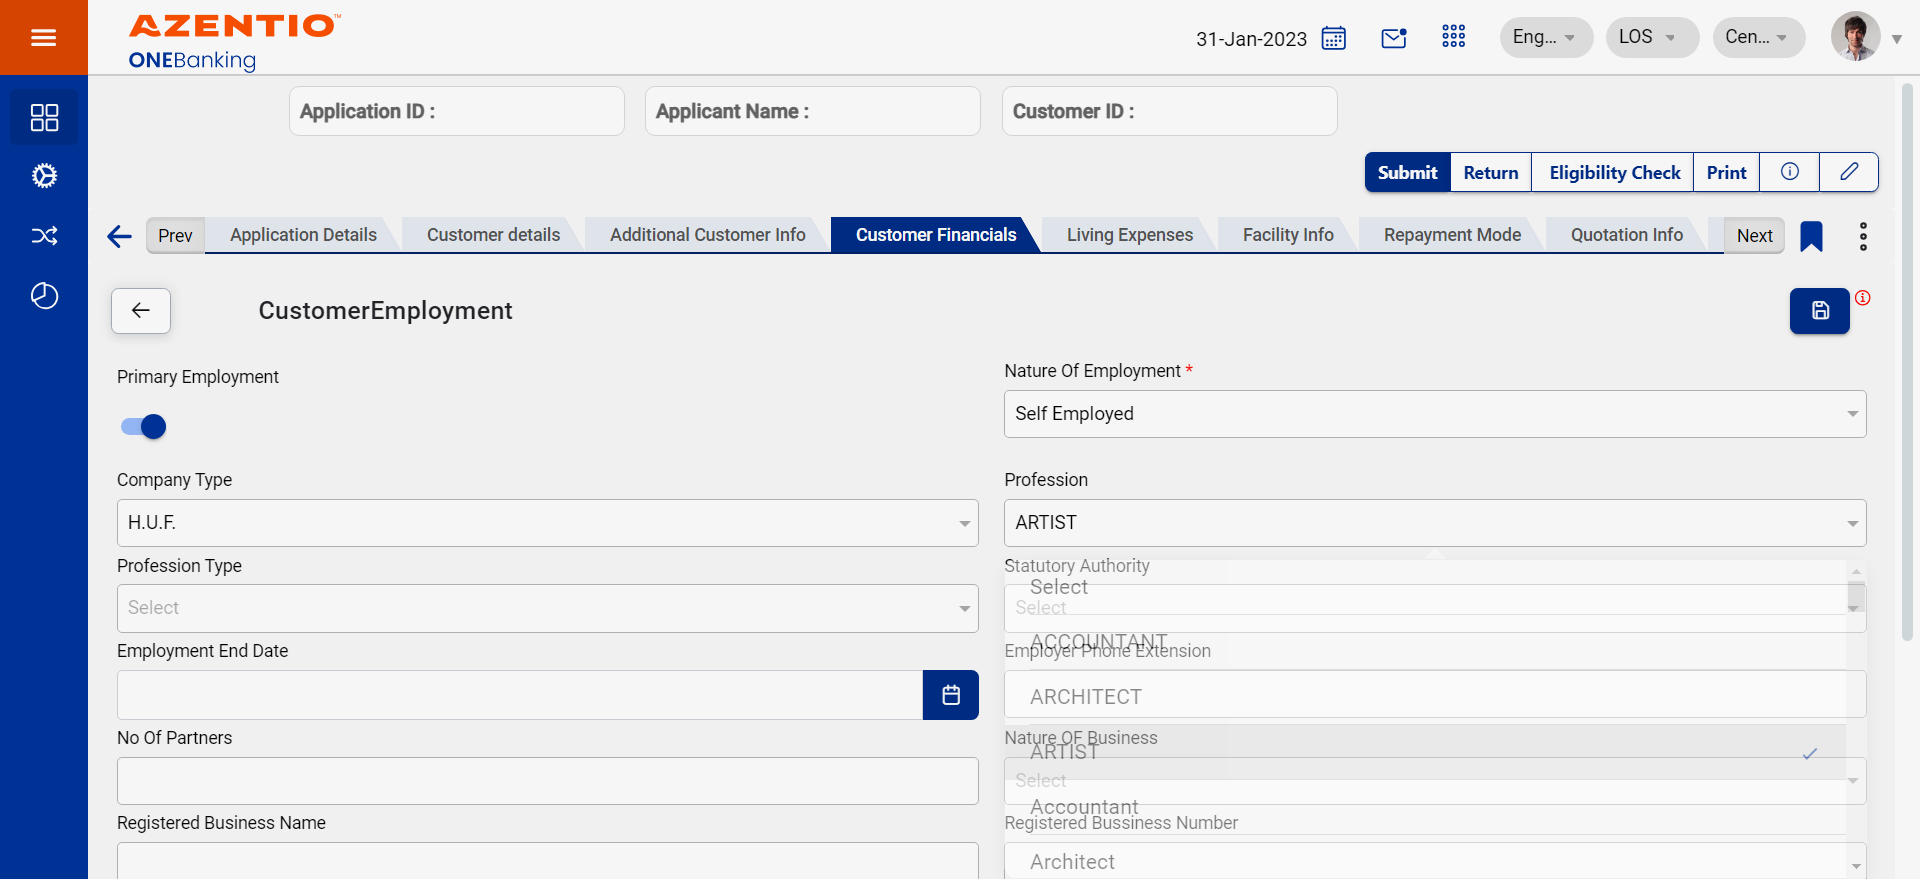 AZENTIO™
ONEBanking
31-Jan-2023
Eng...
LOS
Cen...
Application ID :
Applicant Name :
Customer ID :
Submit
Return
Eligibility Check
Print
Prev
Application Details
Customer details
Additional Customer Info
Customer Financials
Living Expenses
Facility Info
Repayment Mode
Quotation Info
Next
CustomerEmployment
Primary Employment
Nature Of Employment *
Self Employed
Company Type
Profession
H.U.F.
ARTIST
Profession Type
Statutory Authority
Select
Select
Select
Employment End Date
ACCOUNTANT
Employer Phone Extension
ARCHITECT
No Of Partners
Nature OF Business
ARTIST
Select
Accountant
Registered Business Name
Registered Bussiness Number
Architect